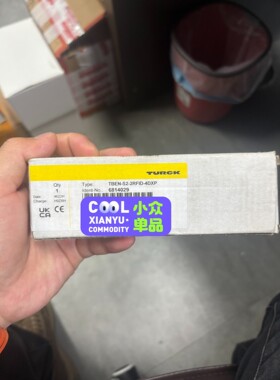 TURCK
Qty
1
Type: TBEN-S2-2RFID-4DXP
Ident-No.: 6814029
UK
CA
CE
COOL 小众
XIANYU- 单品
COMMODITY